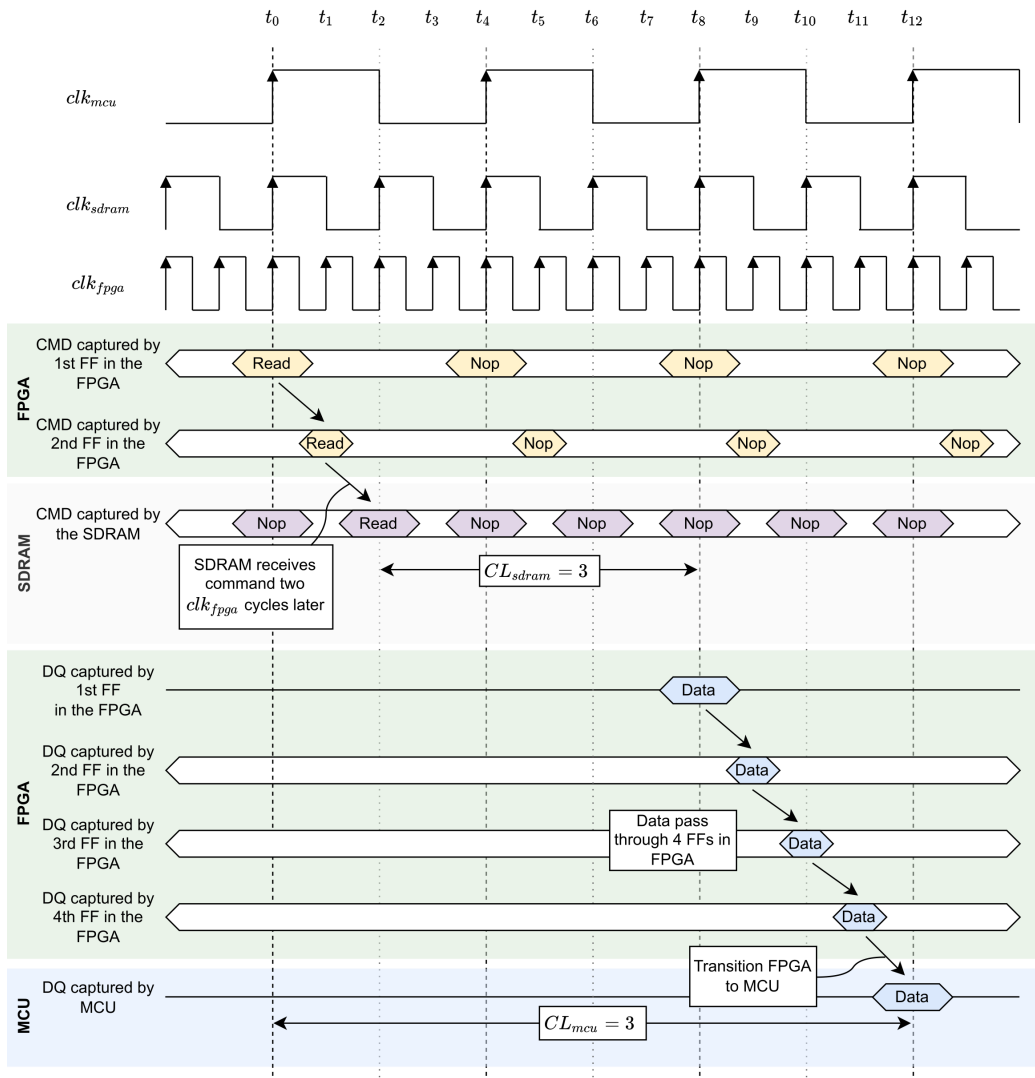 t0 t1 t2 t3 t4 t5 t6 t7 t8 t9 t10 t11 t12
clkmcu
clksdram
clkfpga
FPGA
CMD captured by
1st FF in the
FPGA
Read Nop Nop Nop
CMD captured by
2nd FF in the
FPGA
Read Nop Nop Nop
SDRAM
CMD captured by
the SDRAM
Nop Read Nop Nop Nop Nop Nop
SDRAM receives
command two
clkfpga cycles later
CLsdram = 3
FPGA
DQ captured by
1st FF
in the FPGA
Data
DQ captured by
2nd FF in the
FPGA
Data
DQ captured by
3rd FF in the
FPGA
Data pass
through 4 FFs in
FPGA
Data
DQ captured by
4th FF in the
FPGA
Data
Transition FPGA
to MCU
MCU
DQ captured by
MCU
Data
CLmcu = 3